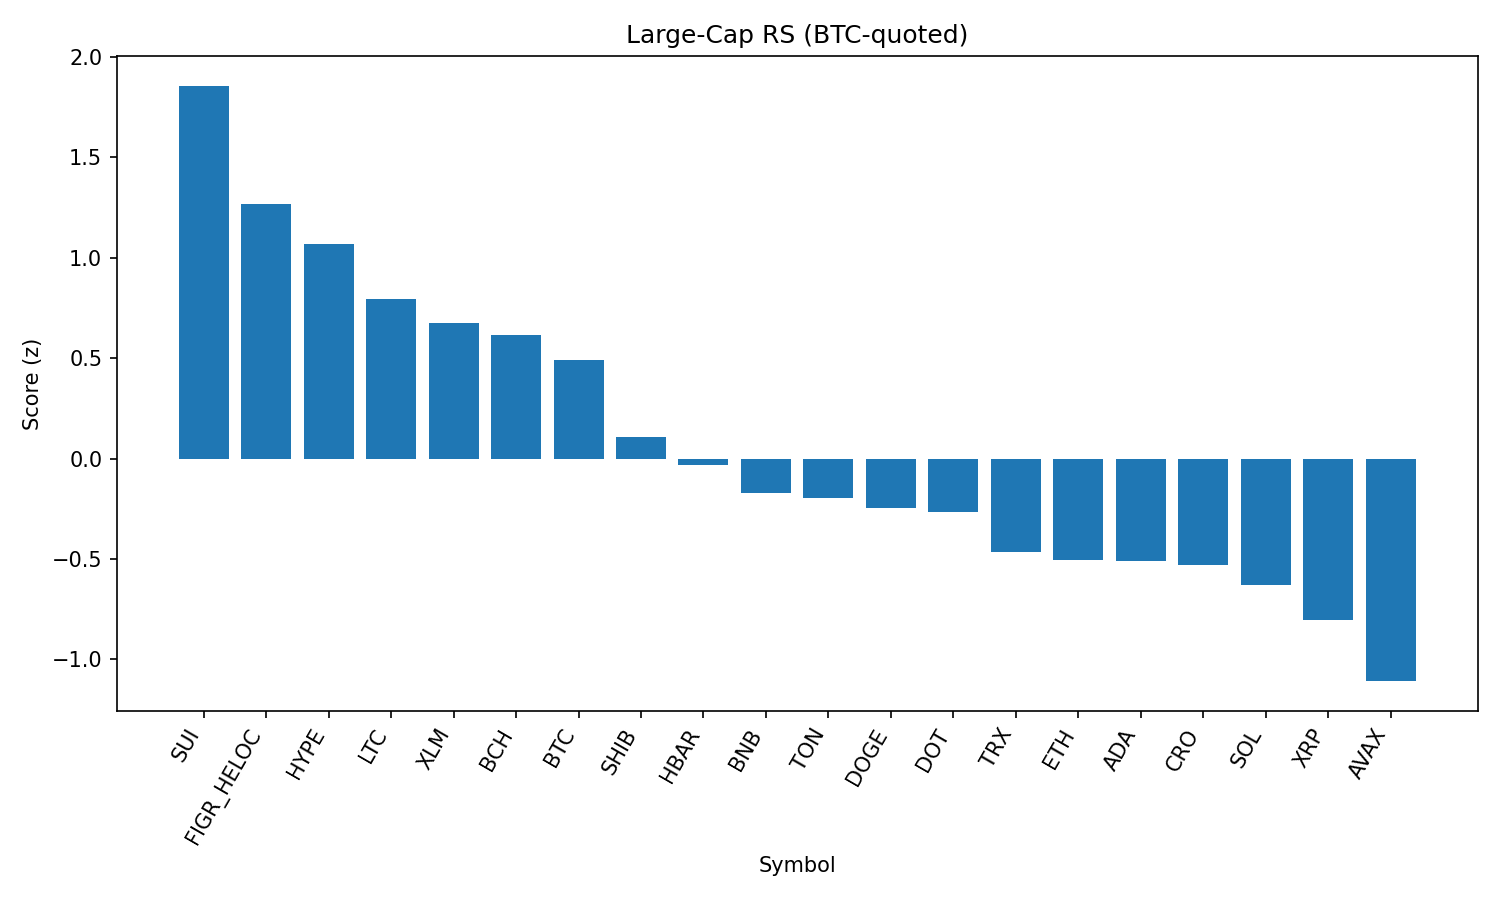 Large-Cap RS (BTC-quoted)
Score (z)
2.0
1.5
1.0
0.5
0.0
−0.5
−1.0
SUI
FIGR_HELOC
HYPE
LTC
XLM
BCH
BTC
SHIB
HBAR
BNB
TON
DOGE
DOT
TRX
ETH
ADA
CRO
SOL
XRP
AVAX
Symbol